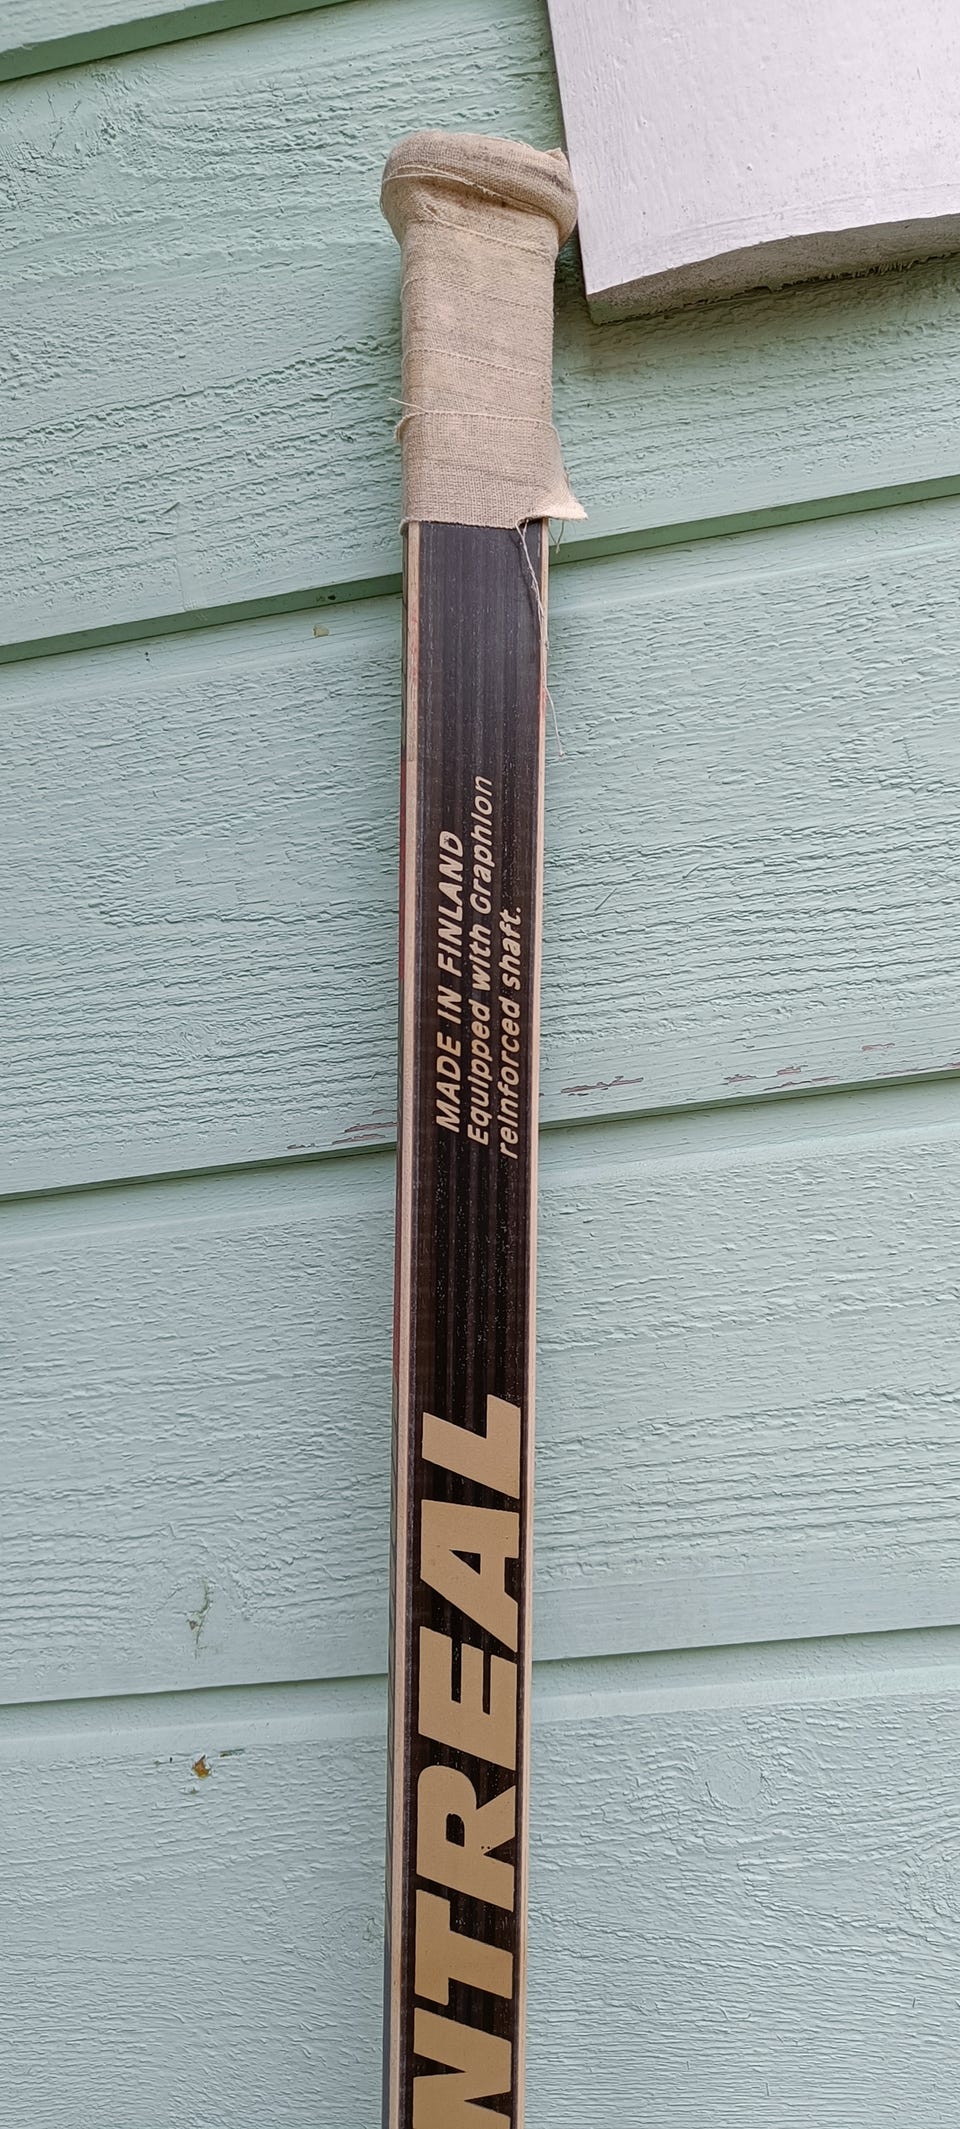 MADE IN FINLAND
Equipped with Graphlon
reinforced shaft.
NTREAL